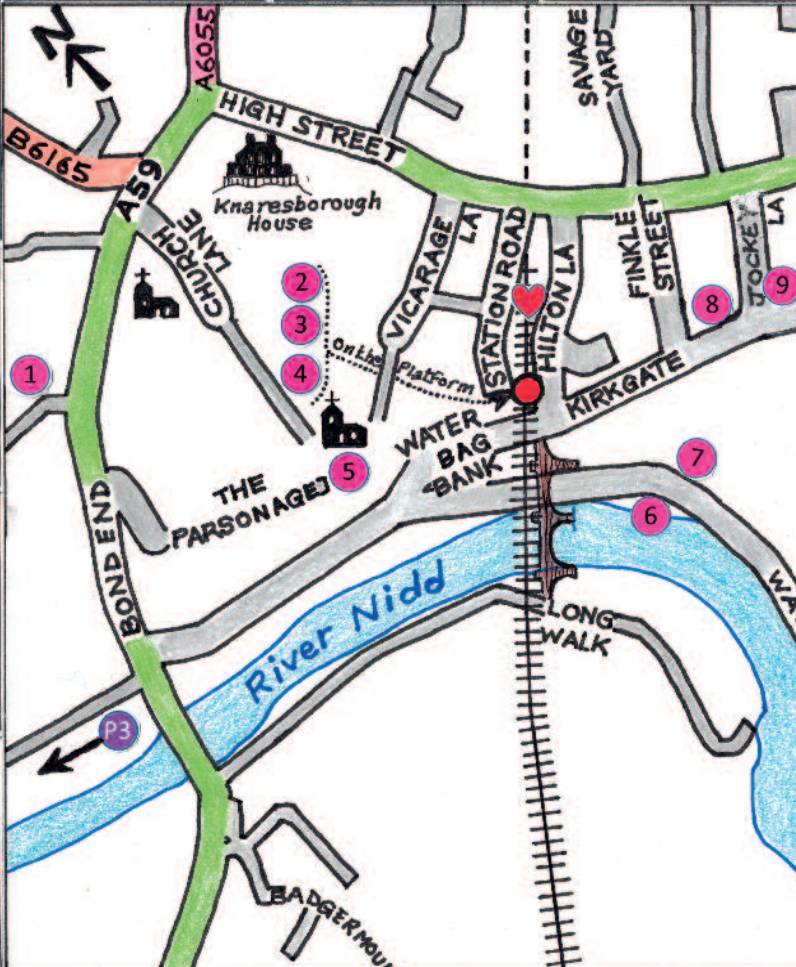 N
A6055
SAVAGE
YARD
HIGH STREET
B6165
A59
Knaresborough
House
CHURCH
LANE
VICARAGE
LA
STATION ROAD
HILTON LA
FINKLE
STREET
JOCKEY
LA
2
3
4
8
9
1
On the Platform
KIRKGATE
WATER
BAG
BANK
5
THE
PARSONAGE
7
6
BOND END
River Nidd
LONG
WALK
P3